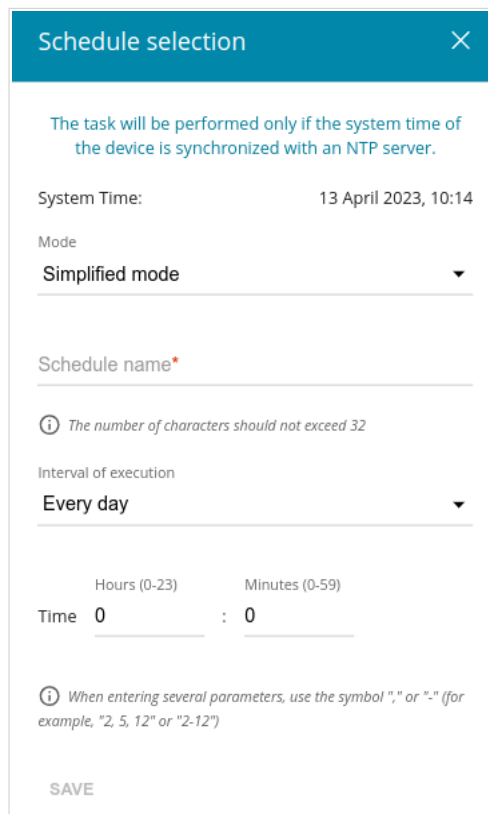 Schedule selection
The task will be performed only if the system time of
the device is synchronized with an NTP server.
System Time: 13 April 2023, 10:14
Mode
Simplified mode
Schedule name*
The number of characters should not exceed 32
Interval of execution
Every day
Hours (0-23) Minutes (0-59)
Time 0 : 0
When entering several parameters, use the symbol "," or "-" (for
example, "2, 5, 12" or "2-12")
SAVE